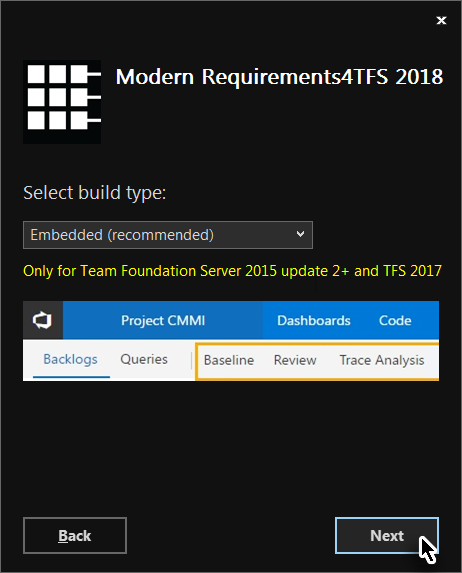 Modern Requirements4TFS 2018
Select build type:
Embedded (recommended)
Only for Team Foundation Server 2015 update 2+ and TFS 2017
Project CMMI Dashboards Code
Backlogs Queries Baseline Review Trace Analysis
Back Next